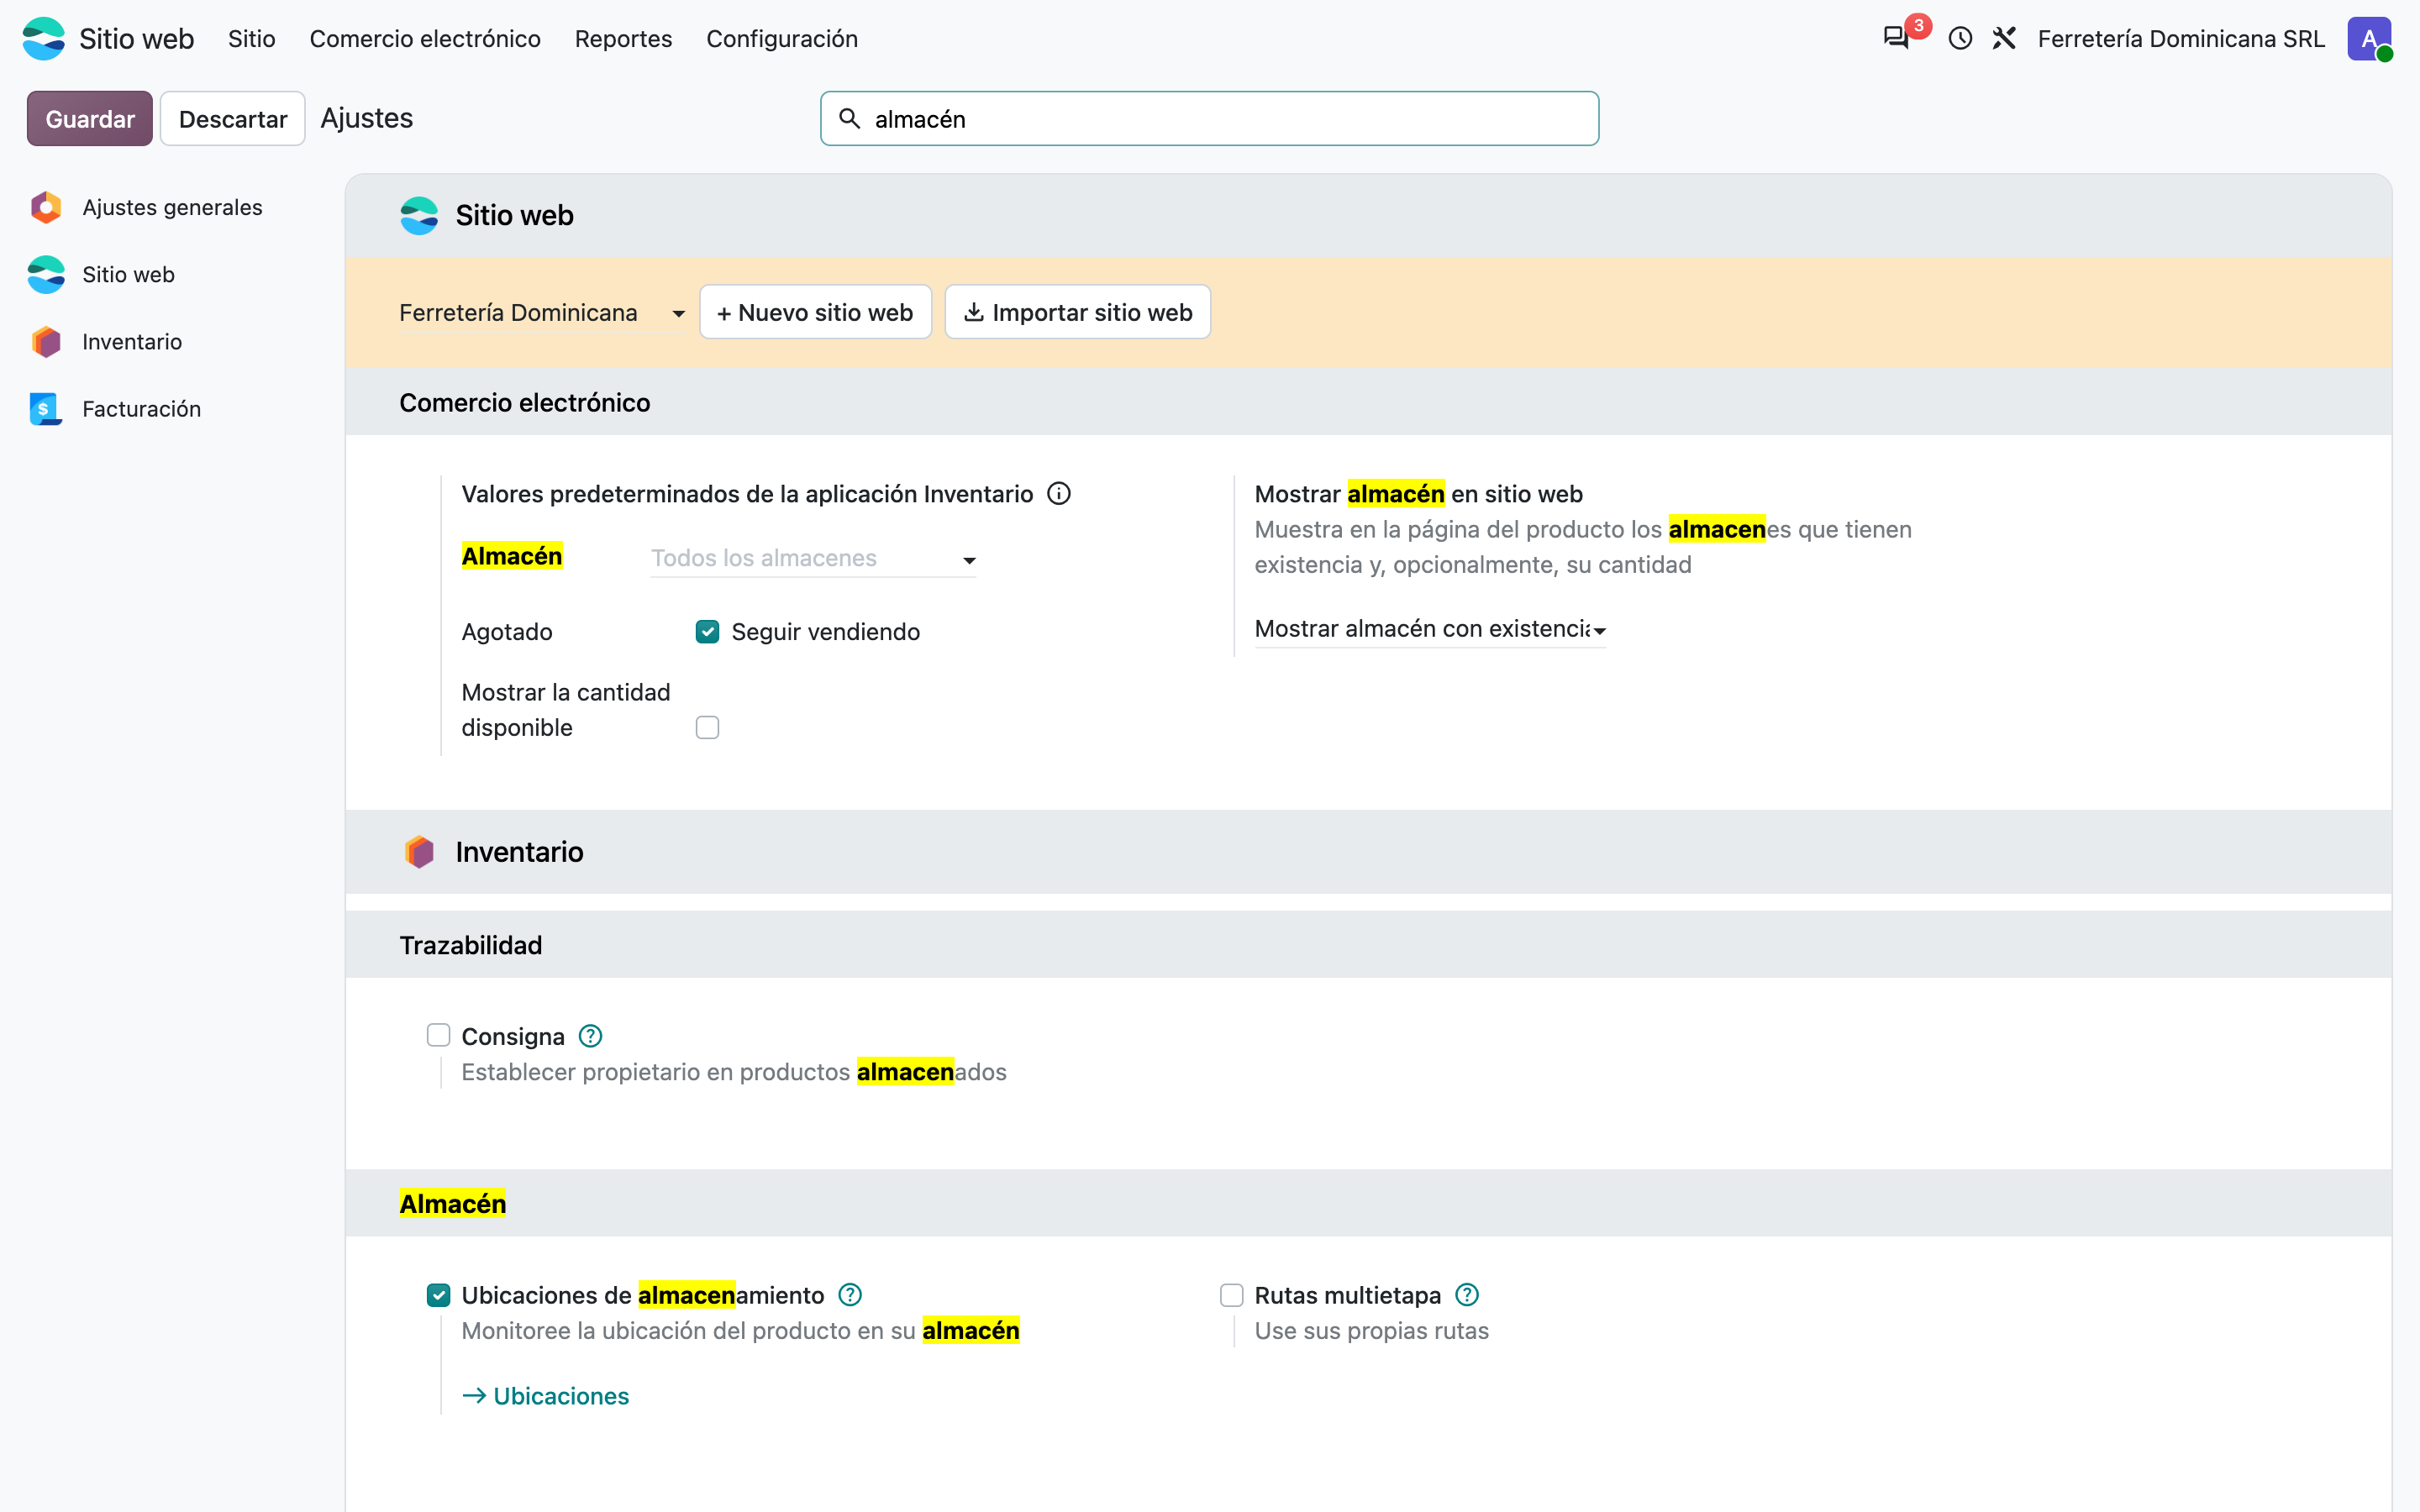 Sitio web Sitio Comercio electrónico Reportes Configuración 3 Ferretería Dominicana SRL A
Guardar Descartar Ajustes almacén
Ajustes generales
Sitio web
Inventario
Facturación
Sitio web
Ferretería Dominicana + Nuevo sitio web Importar sitio web
Comercio electrónico
Valores predeterminados de la aplicación Inventario
Almacén Todos los almacenes
Agotado Seguir vendiendo
Mostrar la cantidad
disponible
Mostrar almacén en sitio web
Muestra en la página del producto los almacenes que tienen
existencia y, opcionalmente, su cantidad
Mostrar almacén con existencia
Inventario
Trazabilidad
Consigna ?
Establecer propietario en productos almacenados
Almacén
Ubicaciones de almacenamiento ?
Monitoree la ubicación del producto en su almacén
Ubicaciones
Rutas multietapa ?
Use sus propias rutas